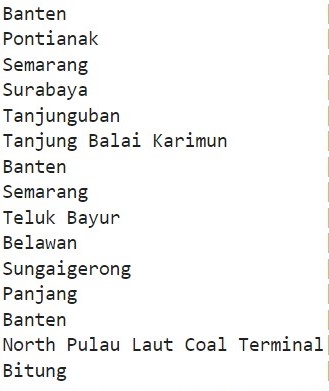 Banten
Pontianak
Semarang
Surabaya
Tanjunguban
Tanjung Balai Karimun
Banten
Semarang
Teluk Bayur
Belawan
Sungaigerong
Panjang
Banten
North Pulau Laut Coal Terminal
Bitung